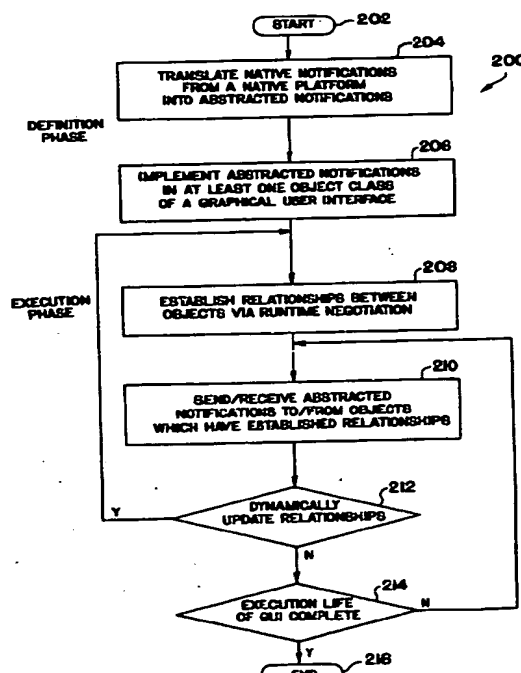 START
202
204
200
TRANSLATE NATIVE NOTIFICATIONS
FROM A NATIVE PLATFORM
INTO ABSTRACTED NOTIFICATIONS
DEFINITION
PHASE
206
IMPLEMENT ABSTRACTED NOTIFICATIONS
IN AT LEAST ONE OBJECT CLASS
OF A GRAPHICAL USER INTERFACE
EXECUTION
PHASE
208
ESTABLISH RELATIONSHIPS BETWEEN
OBJECTS VIA RUNTIME NEGOTIATION
210
SEND/RECEIVE ABSTRACTED
NOTIFICATIONS TO/FROM OBJECTS
WHICH HAVE ESTABLISHED RELATIONSHIPS
212
DYNAMICALLY
UPDATE RELATIONSHIPS
Y
N
214
EXECUTION LIFE
OF GUI COMPLETE
N
Y
216
END